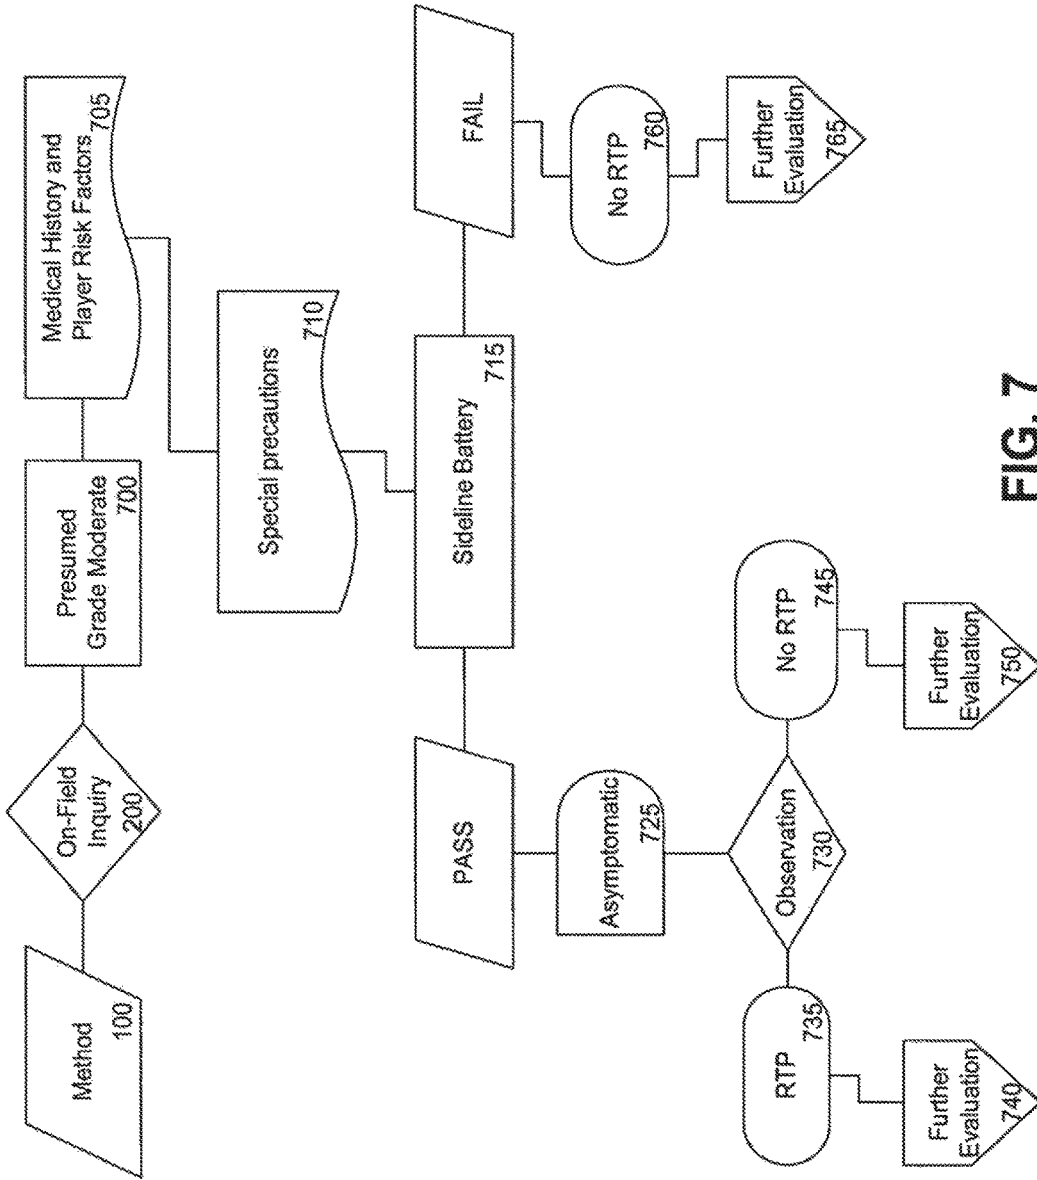 Method
100
On-Field
Inquiry
200
Presumed
Grade Moderate
700
Medical History and
Player Risk Factors
705
Special precautions
710
Sideline Battery
715
PASS
FAIL
Asymptomatic
725
No RTP
760
Observation
730
Further
Evaluation
765
RTP
735
No RTP
745
Further
Evaluation
740
Further
Evaluation
750
FIG. 7